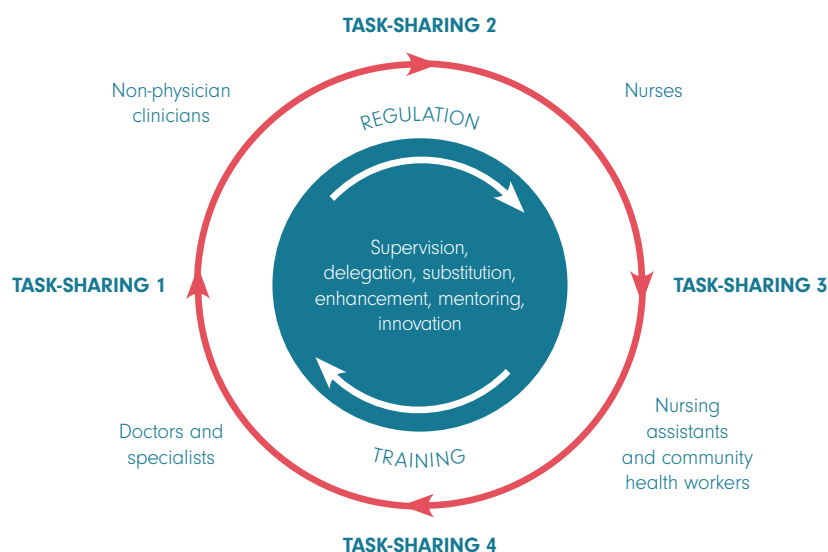 TASK-SHARING 2
Non-physician
clinicians
Nurses
REGULATION
Supervision,
delegation, substitution,
enhancement, mentoring,
innovation
TASK-SHARING 1
TASK-SHARING 3
Doctors and
specialists
Nursing
assistants
and community
health workers
TRAINING
TASK-SHARING 4